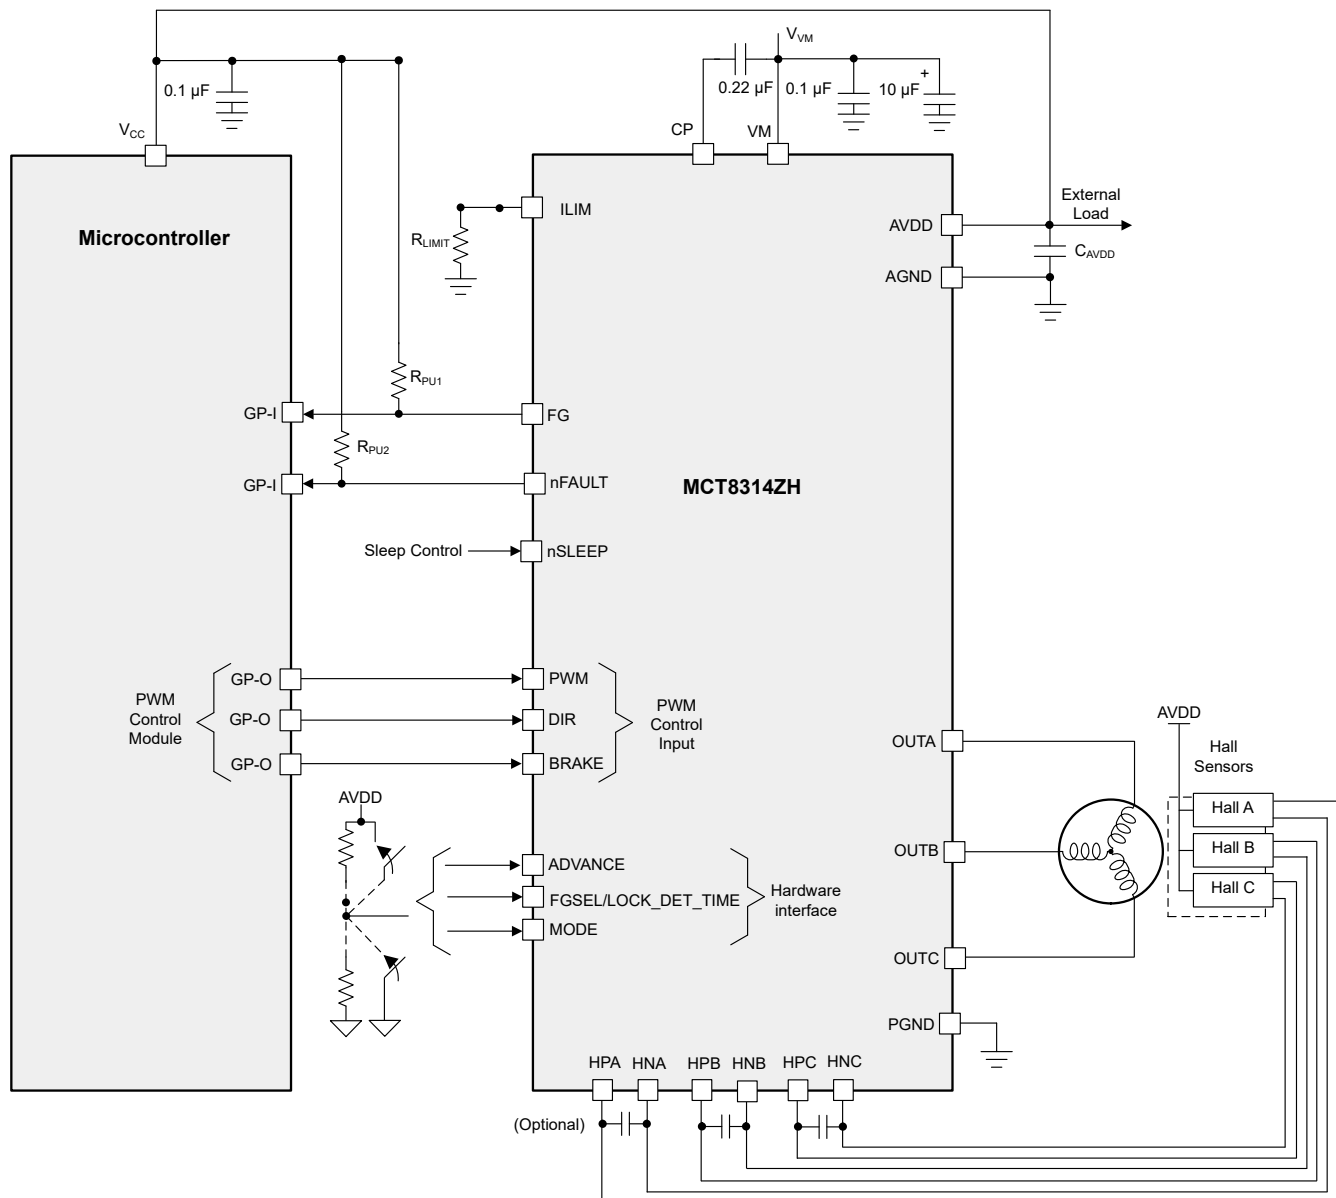 V_VM
0.1 µF
0.22 µF
0.1 µF
10 µF
+
V_CC
CP
VM
Microcontroller
ILIM
R_LIMIT
AVDD
External
Load
C_AVDD
AGND
R_PU1
GP-I
FG
R_PU2
GP-I
nFAULT
MCT8314ZH
Sleep Control
nSLEEP
PWM
Control
Module
GP-O
GP-O
GP-O
PWM
DIR
BRAKE
PWM
Control
Input
AVDD
ADVANCE
FGSEL/LOCK_DET_TIME
MODE
Hardware
interface
OUTA
OUTB
OUTC
PGND
AVDD
Hall
Sensors
Hall A
Hall B
Hall C
HPA
HNA
HPB
HNB
HPC
HNC
(Optional)